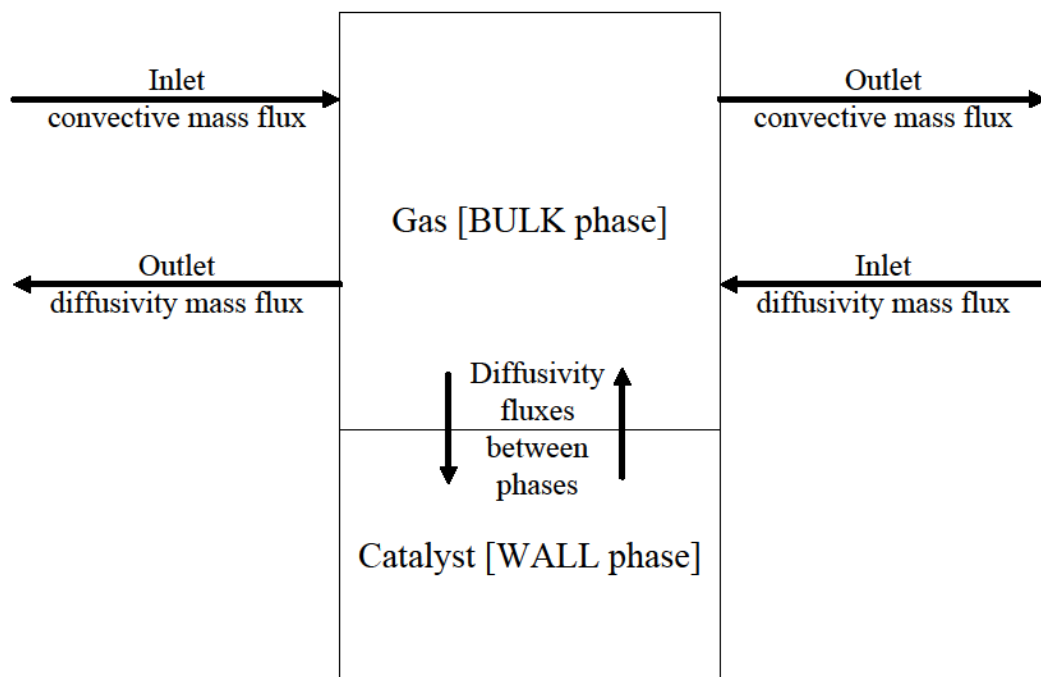 Inlet
convective mass flux
Outlet
convective mass flux
Gas [BULK phase]
Outlet
diffusivity mass flux
Inlet
diffusivity mass flux
Diffusivity
fluxes
between
phases
Catalyst [WALL phase]